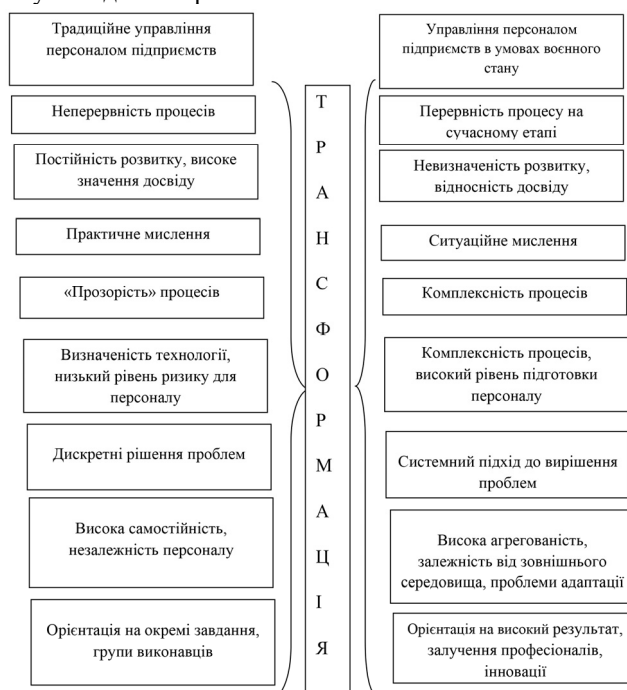 Традиційне управління
персоналом підприємств
Неперервність процесів
Постійність розвитку, високе
значення досвіду
Практичне мислення
«Прозорість» процесів
Визначеність технології,
низький рівень ризику для
персоналу
Дискретні рішення проблем
Висока самостійність,
незалежність персоналу
Орієнтація на окремі завдання,
групи виконавців
Т
Р
А
Н
С
Ф
О
Р
М
А
Ц
І
Я
Управління персоналом
підприємств в умовах воєнного
стану
Перервність процесу на
сучасному етапі
Невизначеність розвитку,
відносність досвіду
Ситуаційне мислення
Комплексність процесів
Комплексність процесів,
високий рівень підготовки
персоналу
Системний підхід до вирішення
проблем
Висока агрегованість,
залежність від зовнішнього
середовища, проблеми адаптації
Орієнтація на високий результат,
залучення професіоналів,
інновації